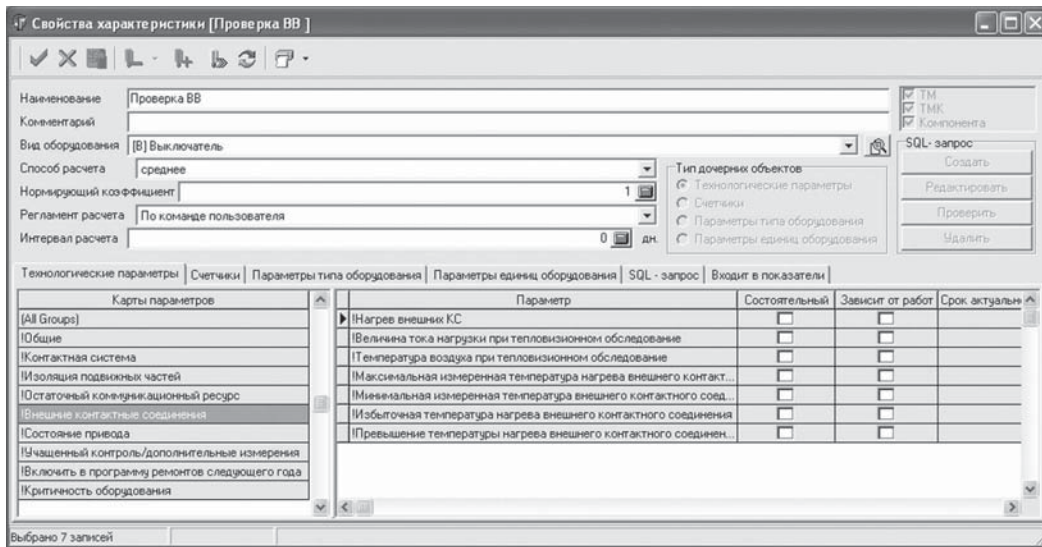 Свойства характеристики [Проверка ВВ ]
Наименование Проверка ВВ
Комментарий
Вид оборудования [В] Выключатель
Способ расчета среднее
Нормирующий коэффициент 1
Регламент расчета По команде пользователя
Интервал расчета 0 дн.
Тип дочерних объектов
Технологические параметры
Счетчики
Параметры типа оборудования
Параметры единиц оборудования
ТМ
ТМК
Компонента
SQL- запрос
Создать
Редактировать
Проверить
Удалить
Технологические параметры Счетчики Параметры типа оборудования Параметры единиц оборудования SQL - запрос Входит в показатели
Карты параметров
(All Groups)
!Общие
!Контактная система
!Изоляция подвижных частей
!Остаточный коммуникационный ресурс
!Внешние контактные соединения
!Состояние привода
!Учащенный контроль/дополнительные измерения
!Включить в программу ремонтов следующего года
!Критичность оборудования
Параметр Состоятельный Зависит от работ Срок актуальн
!Нагрев внешних КС
!Величина тока нагрузки при тепловизионном обследование
!Температура воздуха при тепловизионном обследование
!Максимальная измеренная температура нагрева внешнего контакт...
!Минимальная измеренная температура внешнего контактного соед...
!Избыточная температура нагрева внешнего контактного соединения
!Превышение температуры нагрева внешнего контактного соединен...
Выбрано 7 записей